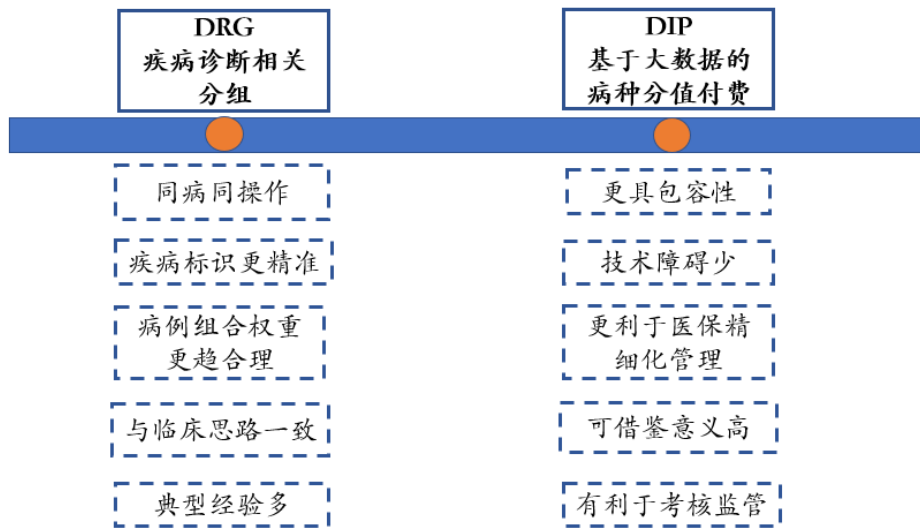 DRG
疾病诊断相关
分组
DIP
基于大数据的
病种分值付费
同病同操作
疾病标识更精准
病例组合权重
更趋合理
与临床思路一致
典型经验多
更具包容性
技术障碍少
更利于医保精
细化管理
可借鉴意义高
有利于考核监管